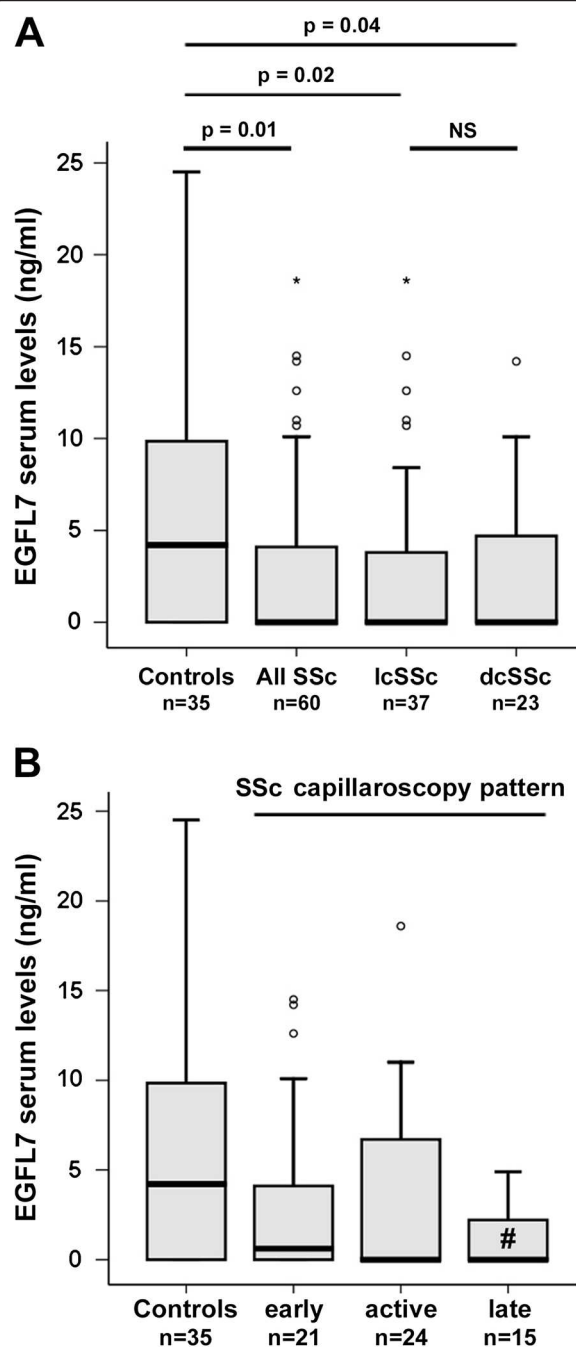 A
p = 0.04
p = 0.02
p = 0.01 NS
EGFL7 serum levels (ng/ml)
25
20
15
10
5
0
* *
Controls All SSc lcSSc dcSSc
n=35 n=60 n=37 n=23
B
SSc capillaroscopy pattern
EGFL7 serum levels (ng/ml)
25
20
15
10
5
0
#
Controls early active late
n=35 n=21 n=24 n=15